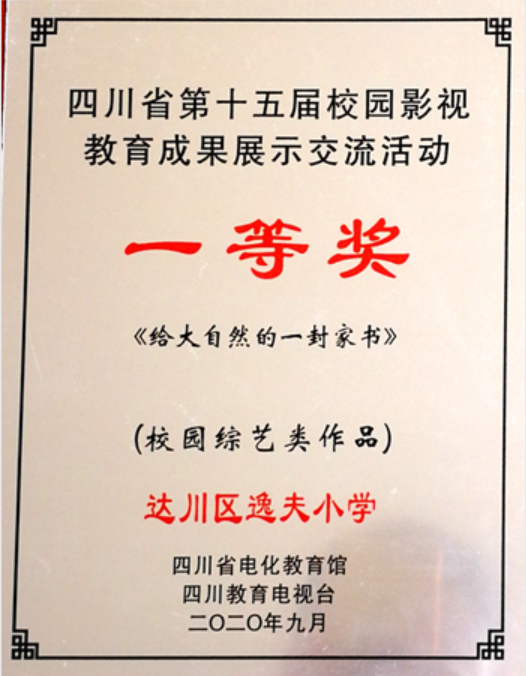 四川省第十五届校园影视
教育成果展示交流活动
一等奖
《给大自然的一封家书》
(校园综艺类作品)
达川区逸夫小学
四川省电化教育馆
四川教育电视台
二〇二〇年九月